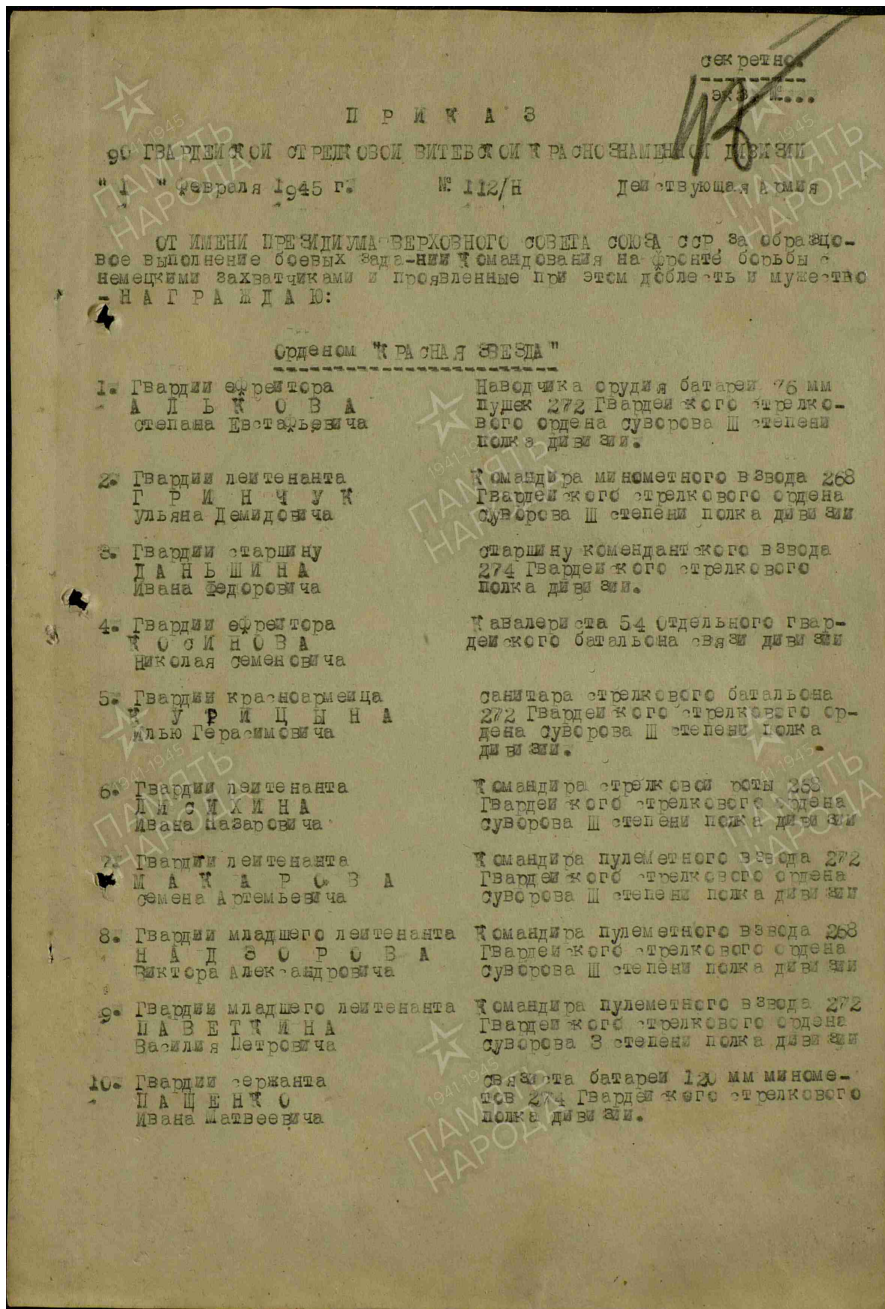 секретно.
экз. №...
П Р И К А З
90 ГВАРДЕЙСКОЙ СТРЕЛКОВОЙ ВИТЕБСКОЙ КРАСНОЗНАМЕННОЙ ДИВИЗИИ
"1" Февраля 1945 г. № 112/Н Действующая Армия
ОТ ИМЕНИ ПРЕЗИДИУМА ВЕРХОВНОГО СОВЕТА СОЮЗА ССР за образцо-
вое выполнение боевых зада-ний Командования на фронте борьбы с
немецкими захватчиками и проявленные при этом доблесть и мужество
- Н А Г Р А Ж Д А Ю:
Орденом "КРАСНАЯ ЗВЕЗДА"
1. Гвардии ефрейтора Наводчика орудия батареи 76 мм
А Л Ь К О В А пушек 272 Гвардейского стрелко-
степана Евстафьевича вого ордена суворова III степени
полка дивизии.
2. Гвардии лейтенанта Командира минометного взвода 268
Г Р И Н Ч У К Гвардейского стрелкового ордена
Ульяна Демидовича суворова III степени полка дивизии
3. Гвардии старшину старшину комендантского взвода
Д А Н Ь Ш И Н А 274 Гвардейского стрелкового
Ивана Федоровича полка дивизии.
4. Гвардии ефрейтора Кавалериста 54 Отдельного гвар-
К О С И Н О В А дейского батальона связи дивизии
Николая семеновича
5. Гвардии красноармейца санитара стрелкового батальона
К У Р И Ц Ы Н А 272 Гвардейского стрелкового ор-
Илью Герасимовича дена суворова III степени полка
дивизии.
6. Гвардии лейтенанта Командира стрелковой роты 268
Л И С И Х И Н А Гвардейского стрелкового ордена
Ивана Назаровича суворова III степени полка дивизии
7. Гвардии лейтенанта Командира пулеметного взвода 272
М А К А Р О В А Гвардейского стрелкового ордена
семена Артемьевича суворова III степени полка дивизии
8. Гвардии младшего лейтенанта Командира пулеметного взвода 268
Н А Д З О Р О В А Гвардейского стрелкового ордена
Виктора Александровича суворова III степени полка дивизии
9. Гвардии младшего лейтенанта Командира пулеметного взвода 272
П А В Е Т К И Н А Гвардейского стрелкового ордена
Василия Петровича суворова 3 степени полка дивизии
10. Гвардии сержанта связиста батареи 120 мм миноме-
П А Щ Е Н К О тов 274 Гвардейского стрелкового
Ивана Матвеевича полка дивизии.